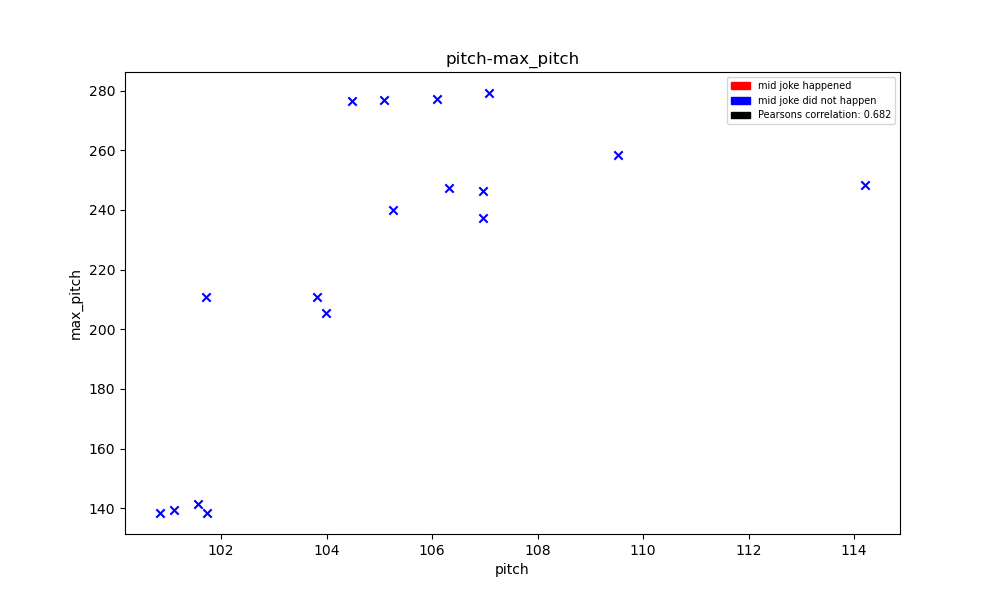 pitch-max_pitch
mid joke happened
mid joke did not happen
Pearsons correlation: 0.682
280
260
240
220
200
180
160
140
max_pitch
102 104 106 108 110 112 114
pitch